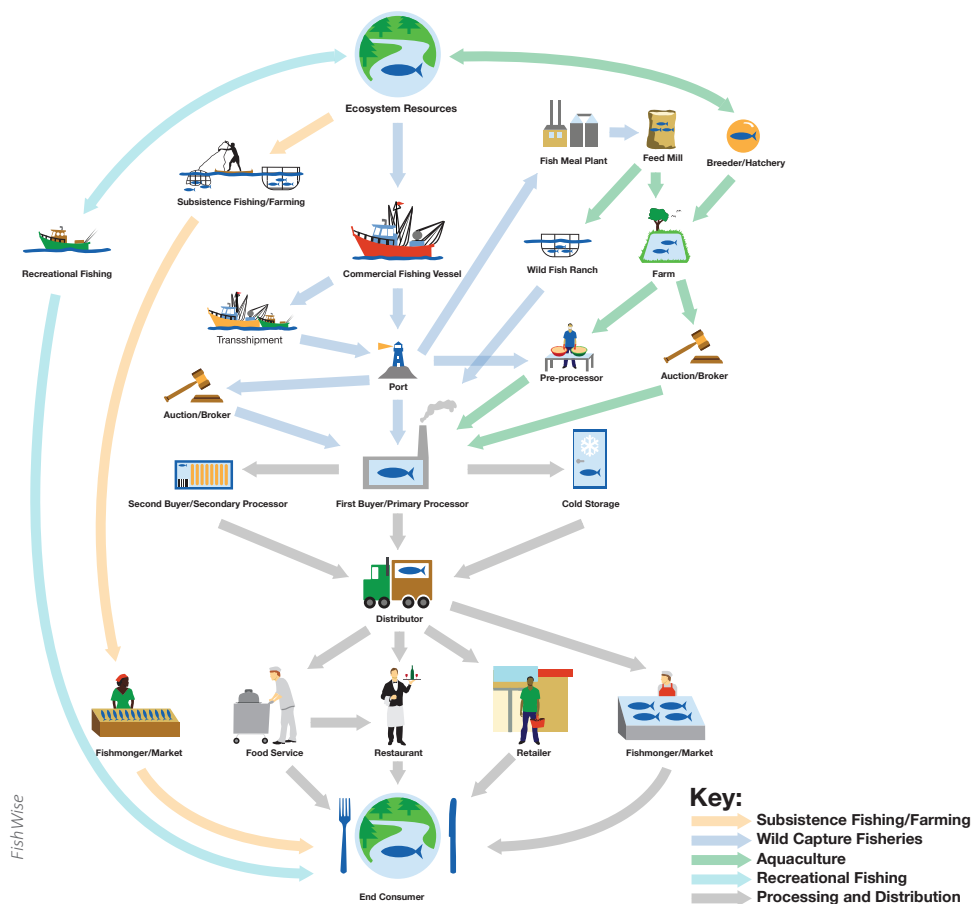 Ecosystem Resources
Fish Meal Plant
Feed Mill
Breeder/Hatchery
Subsistence Fishing/Farming
Recreational Fishing
Commercial Fishing Vessel
Wild Fish Ranch
Farm
Transshipment
Port
Pre-processor
Auction/Broker
Auction/Broker
Second Buyer/Secondary Processor
First Buyer/Primary Processor
Cold Storage
Distributor
Fishmonger/Market
Food Service
Restaurant
Retailer
Fishmonger/Market
End Consumer
FishWise
Key:
Subsistence Fishing/Farming
Wild Capture Fisheries
Aquaculture
Recreational Fishing
Processing and Distribution